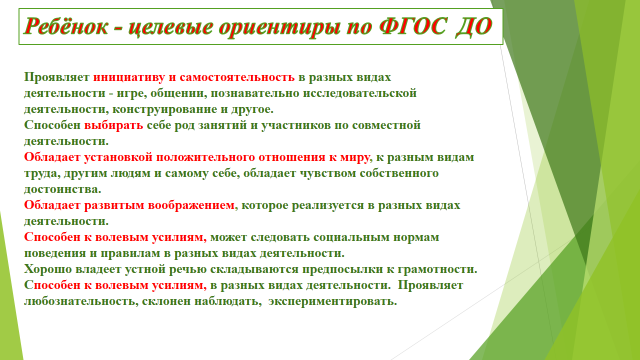 Ребёнок - целевые ориентиры по ФГОС  ДО
Проявляет инициативу и самостоятельность в разных видах
деятельности - игре, общении, познавательно исследовательской
деятельности, конструирование и другое.
Способен выбирать себе род занятий и участников по совместной
деятельности.
Обладает установкой положительного отношения к миру, к разным видам
труда, другим людям и самому себе, обладает чувством собственного
достоинства.
Обладает развитым воображением, которое реализуется в разных видах
деятельности.
Способен к волевым усилиям, может следовать социальным нормам
поведения и правилам в разных видах деятельности.
Хорошо владеет устной речью складываются предпосылки к грамотности.
Способен к волевым усилиям, в разных видах деятельности.  Проявляет
любознательность, склонен наблюдать,  экспериментировать.